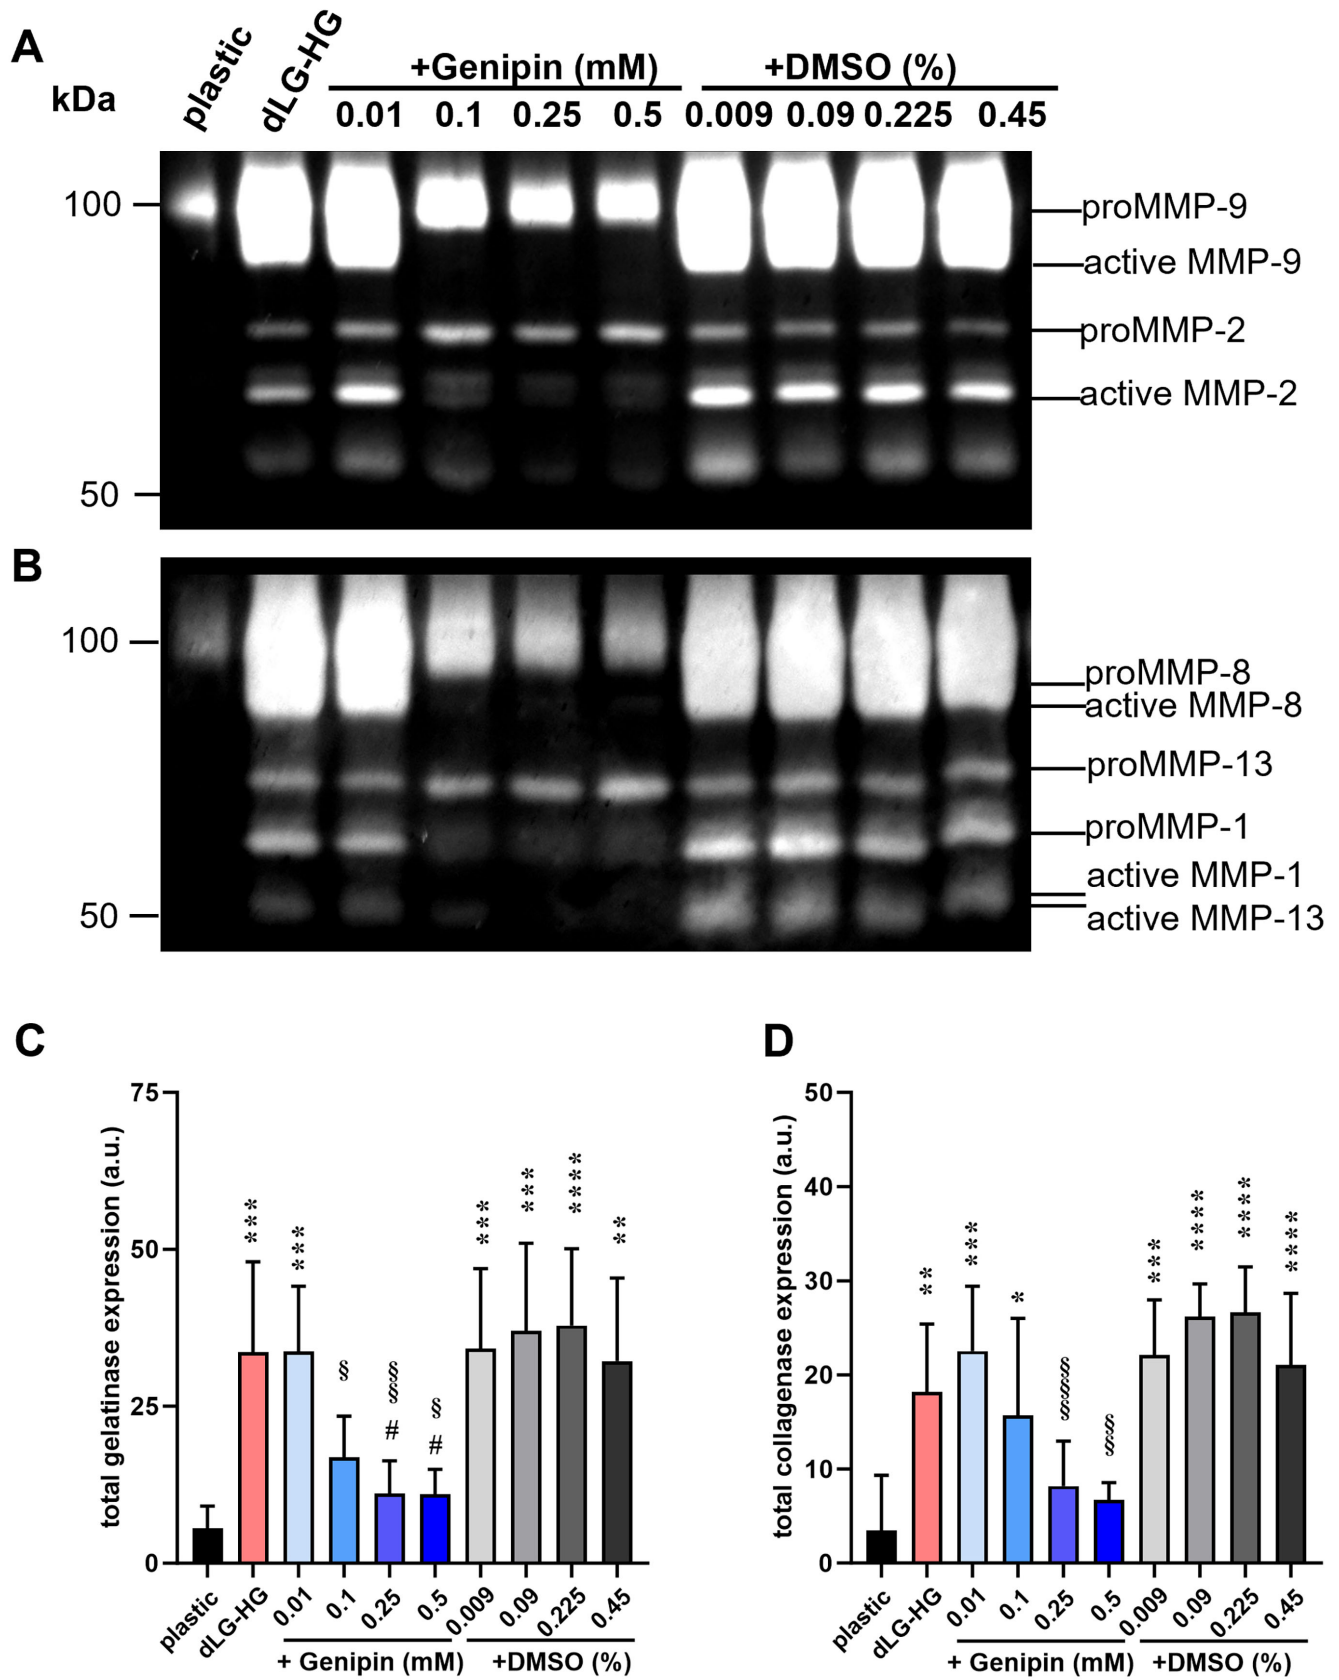 A
kDa
plastic
dLG-HG
+Genipin (mM)
+DMSO (%)
0.01 0.1 0.25 0.5 0.009 0.09 0.225 0.45
100
proMMP-9
active MMP-9
proMMP-2
active MMP-2
50
B
100
proMMP-8
active MMP-8
proMMP-13
proMMP-1
active MMP-1
50
active MMP-13
C
total gelatinase expression (a.u.)
75
50
25
0
***
***
§
§§
#
§
#
***
***
****
**
plastic
dLG-HG
0.01
0.1
0.25
0.5
0.009
0.09
0.225
0.45
+ Genipin (mM)
+DMSO (%)
D
total collagenase expression (a.u.)
50
40
30
20
10
0
**
***
*
§§§§
§§§
***
****
****
****
plastic
dLG-HG
0.01
0.1
0.25
0.5
0.009
0.09
0.225
0.45
+ Genipin (mM)
+DMSO (%)